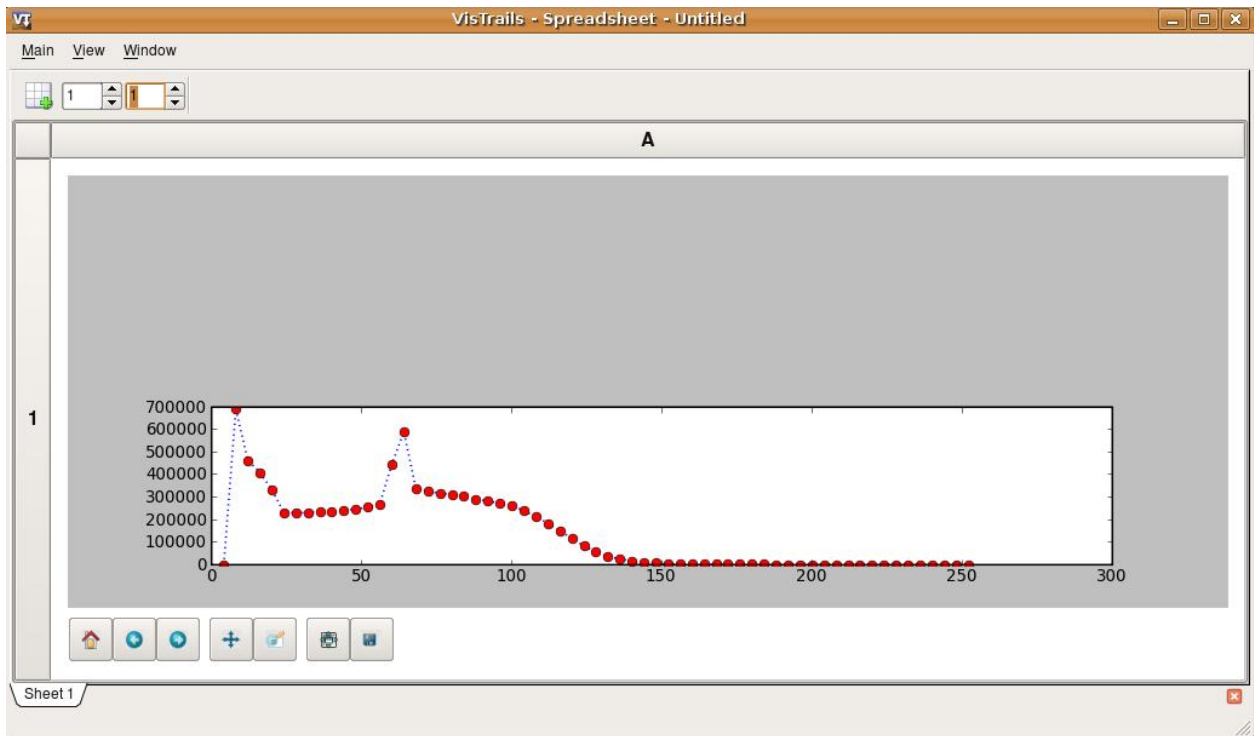 VisTrails - Spreadsheet - Untitled
Main View Window
1 1
A
1
700000
600000
500000
400000
300000
200000
100000
0
0 50 100 150 200 250 300
Sheet 1